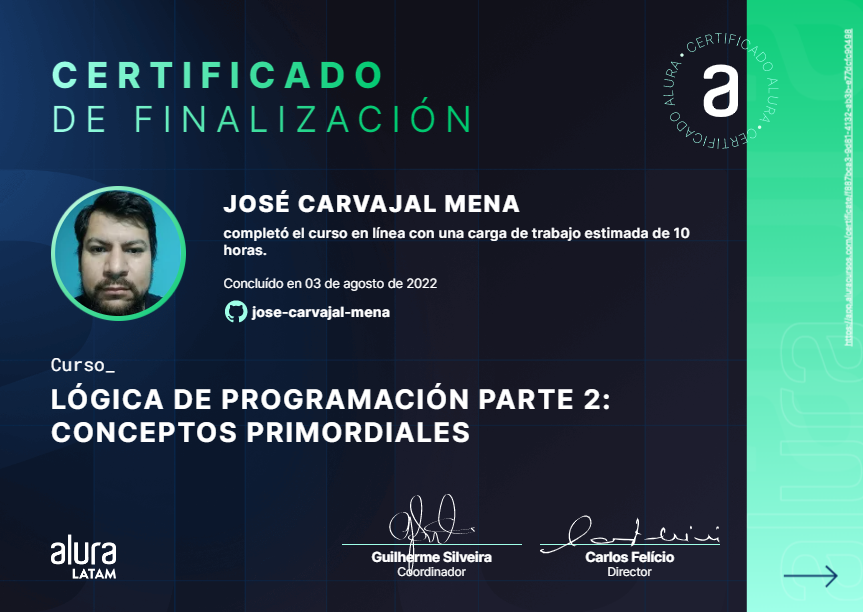 CERTIFICADO
DE FINALIZACIÓN
CERTIFICADO ALURA • CERTIFICADO ALURA •
a
JOSÉ CARVAJAL MENA
completó el curso en línea con una carga de trabajo estimada de 10
horas.
Concluído en 03 de agosto de 2022
jose-carvajal-mena
Curso_
LÓGICA DE PROGRAMACIÓN PARTE 2:
CONCEPTOS PRIMORDIALES
alura
LATAM
Guilherme Silveira
Coordinador
Carlos Felício
Director
alura